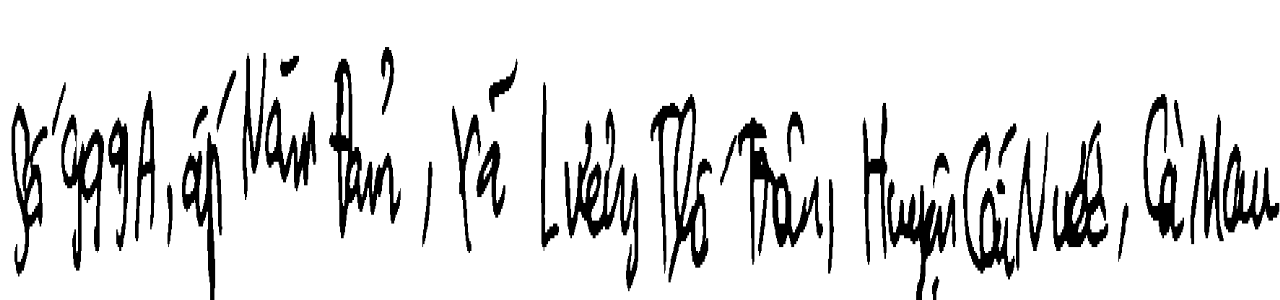 Số 999A, ấp Năm Đảm, Xã Lương Thế Trân, Huyện Cái Nước, Cà Mau